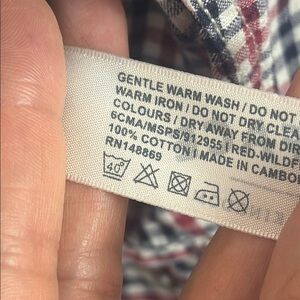 GENTLE WARM WASH / DO NOT
WARM IRON / DO NOT DRY CLEA
COLOURS / DRY AWAY FROM DIR
6CMA/MSPS/912955 | RED-WILDE
100% COTTON | MADE IN CAMBO
RN148869
40°